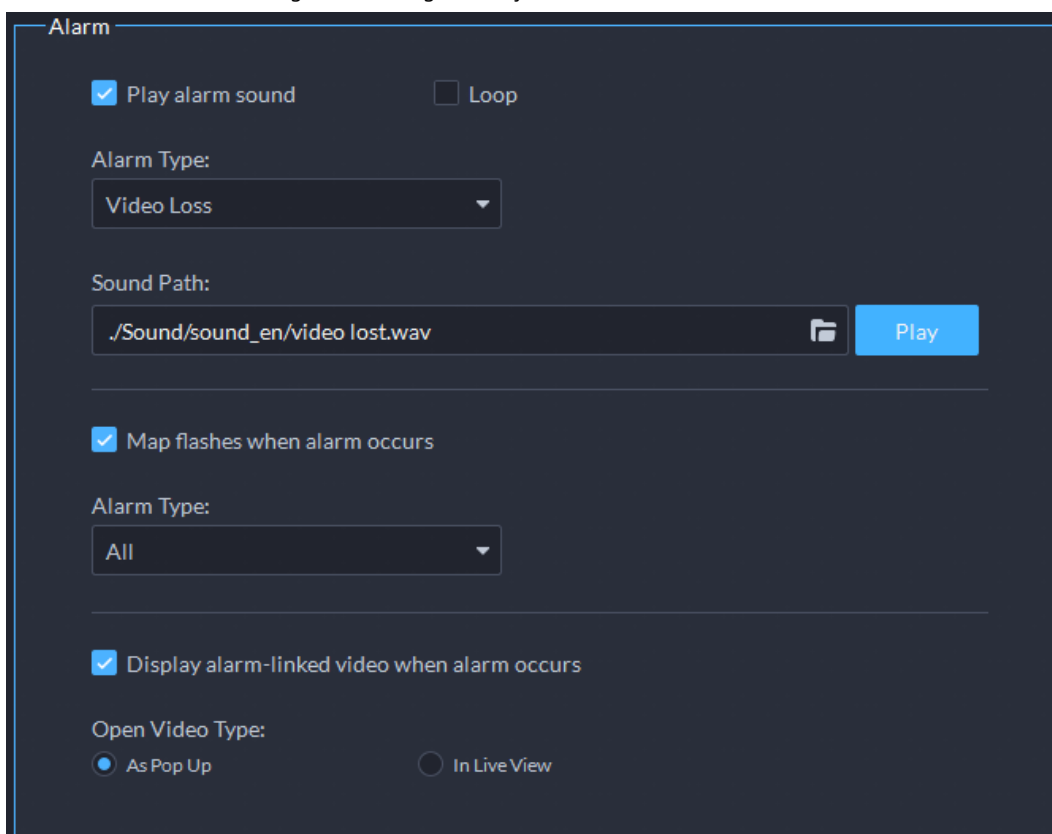 Alarm
Play alarm sound Loop
Alarm Type:
Video Loss
Sound Path:
./Sound/sound_en/video lost.wav Play
Map flashes when alarm occurs
Alarm Type:
All
Display alarm-linked video when alarm occurs
Open Video Type:
As Pop Up In Live View